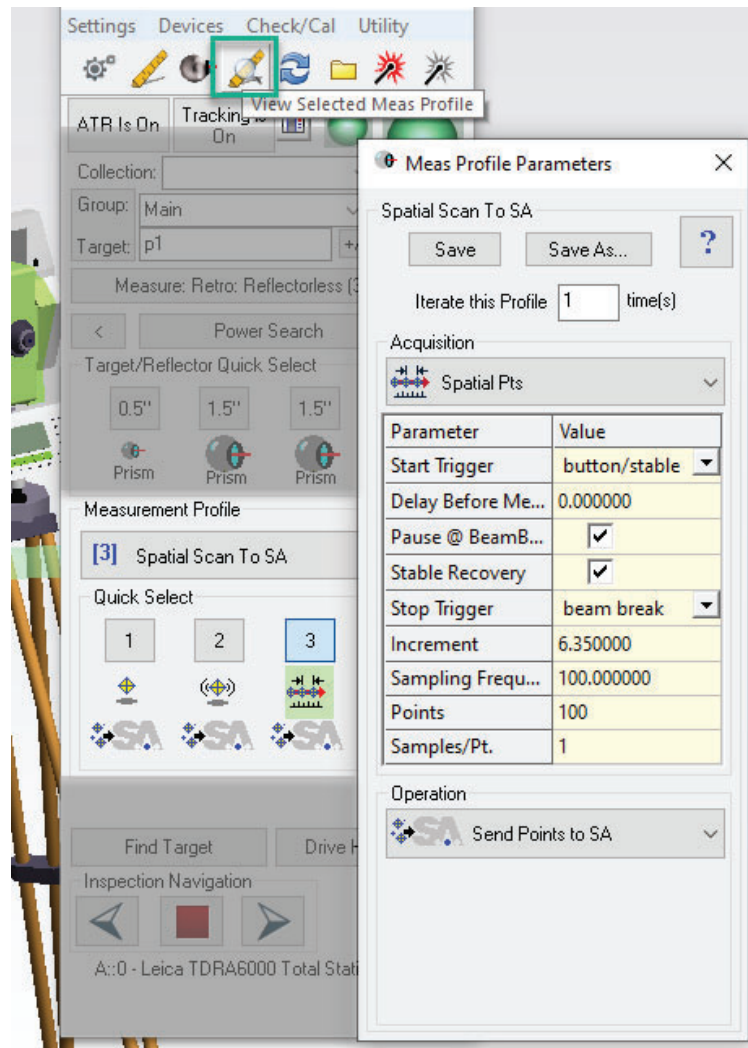 Settings Devices Check/Cal Utility
View Selected Meas Profile
ATR Is On
Tracking Is
On
Collection:
Group: Main
Target: p1 +/
Measure: Retro: Reflectorless (3
< Power Search
Target/Reflector Quick Select
0.5" 1.5" 1.5"
Prism Prism Prism
Measurement Profile
[3] Spatial Scan To SA
Quick Select
1 2 3
SA SA SA
Find Target Drive H
Inspection Navigation
A::0 - Leica TDRA6000 Total Stati
Meas Profile Parameters
Spatial Scan To SA
Save Save As... ?
Iterate this Profile 1 time(s)
Acquisition
Spatial Pts
Parameter Value
Start Trigger button/stable
Delay Before Me... 0.000000
Pause @ BeamB...
Stable Recovery
Stop Trigger beam break
Increment 6.350000
Sampling Frequ... 100.000000
Points 100
Samples/Pt. 1
Operation
SA Send Points to SA